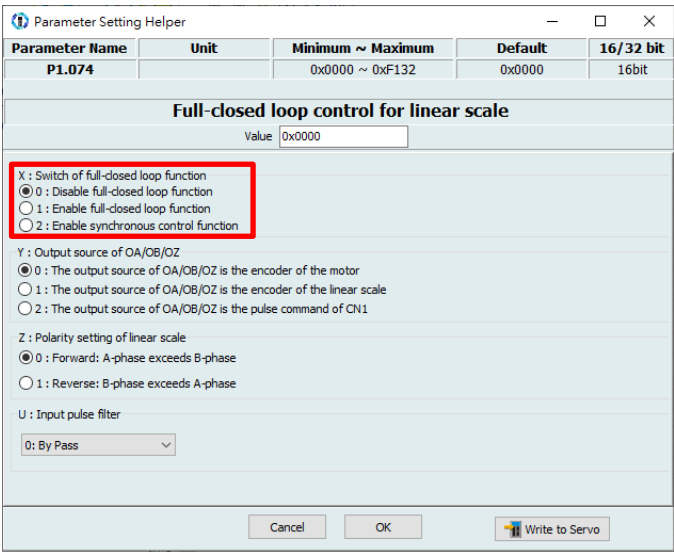 Parameter Setting Helper
Parameter Name Unit Minimum ~ Maximum Default 16/32 bit
P1.074 0x0000 ~ 0xF132 0x0000 16bit
Full-closed loop control for linear scale
Value 0x0000
X : Switch of full-closed loop function
0 : Disable full-closed loop function
1 : Enable full-closed loop function
2 : Enable synchronous control function
Y : Output source of OA/OB/OZ
0 : The output source of OA/OB/OZ is the encoder of the motor
1 : The output source of OA/OB/OZ is the encoder of the linear scale
2 : The output source of OA/OB/OZ is the pulse command of CN1
Z : Polarity setting of linear scale
0 : Forward: A-phase exceeds B-phase
1 : Reverse: B-phase exceeds A-phase
U : Input pulse filter
0: By Pass
Cancel OK Write to Servo